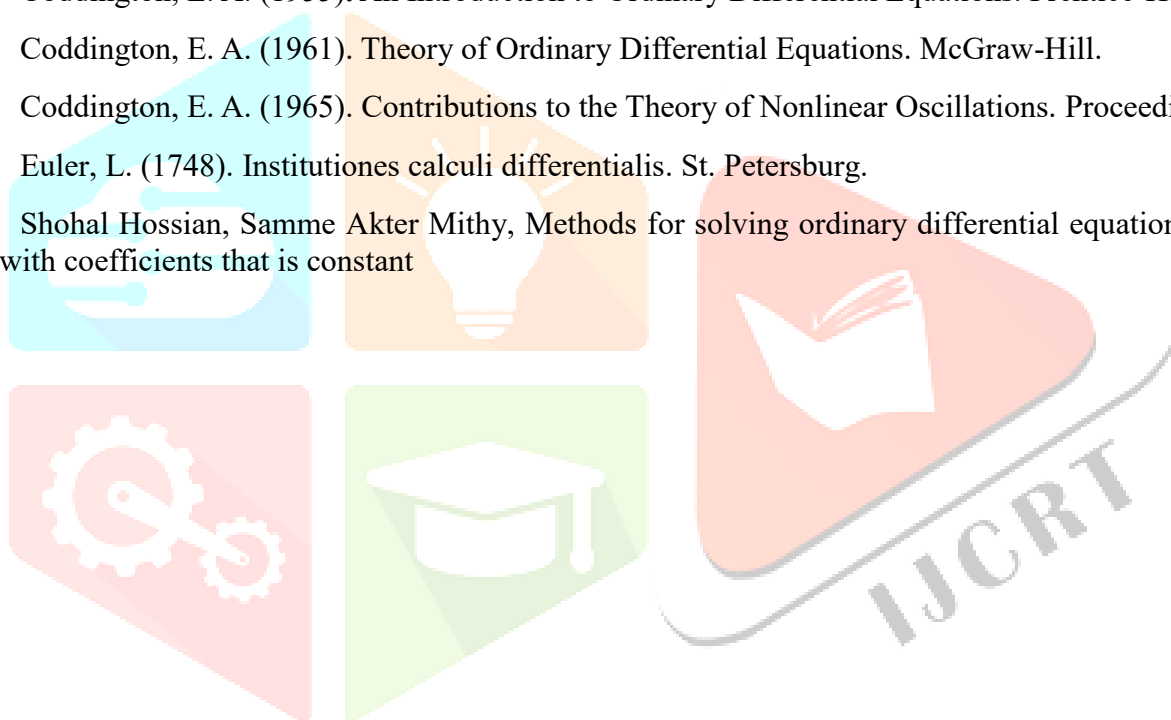 Coddington, E. A. (1961). Theory of Ordinary Differential Equations. McGraw-Hill.
Coddington, E. A. (1965). Contributions to the Theory of Nonlinear Oscillations. Proceedi
Euler, L. (1748). Institutiones calculi differentialis. St. Petersburg.
Shohal Hossian, Samme Akter Mithy, Methods for solving ordinary differential equation
with coefficients that is constant
IJCRT